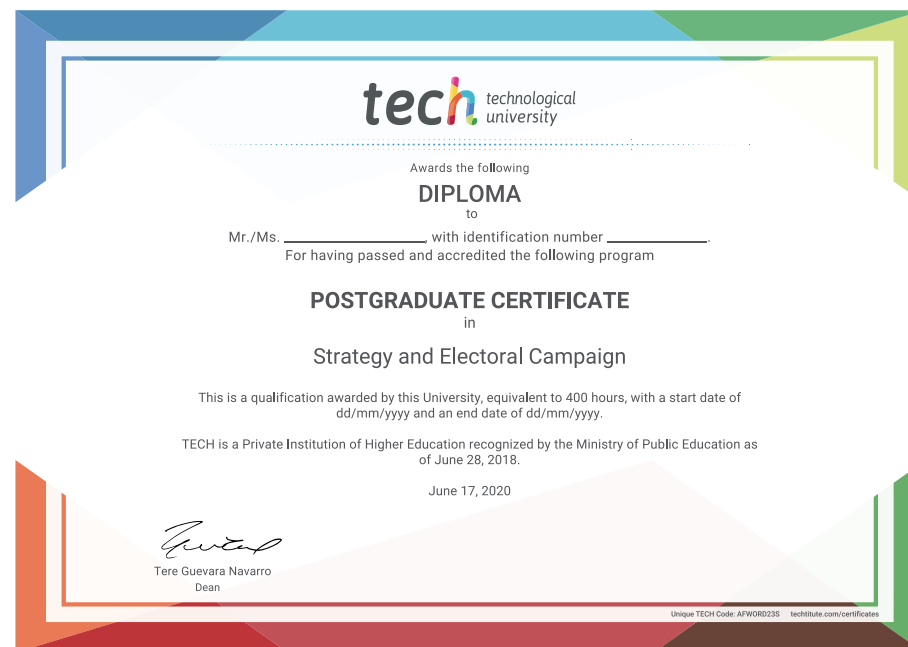 tech technological
university
Awards the following
DIPLOMA
to
Mr./Ms. ____________________, with identification number ______________.
For having passed and accredited the following program
POSTGRADUATE CERTIFICATE
in
Strategy and Electoral Campaign
This is a qualification awarded by this University, equivalent to 400 hours, with a start date of
dd/mm/yyyy and an end date of dd/mm/yyyy.
TECH is a Private Institution of Higher Education recognized by the Ministry of Public Education as
of June 28, 2018.
June 17, 2020
Tere Guevara Navarro
Dean
Unique TECH Code: AFWORD23S techtitute.com/certificates